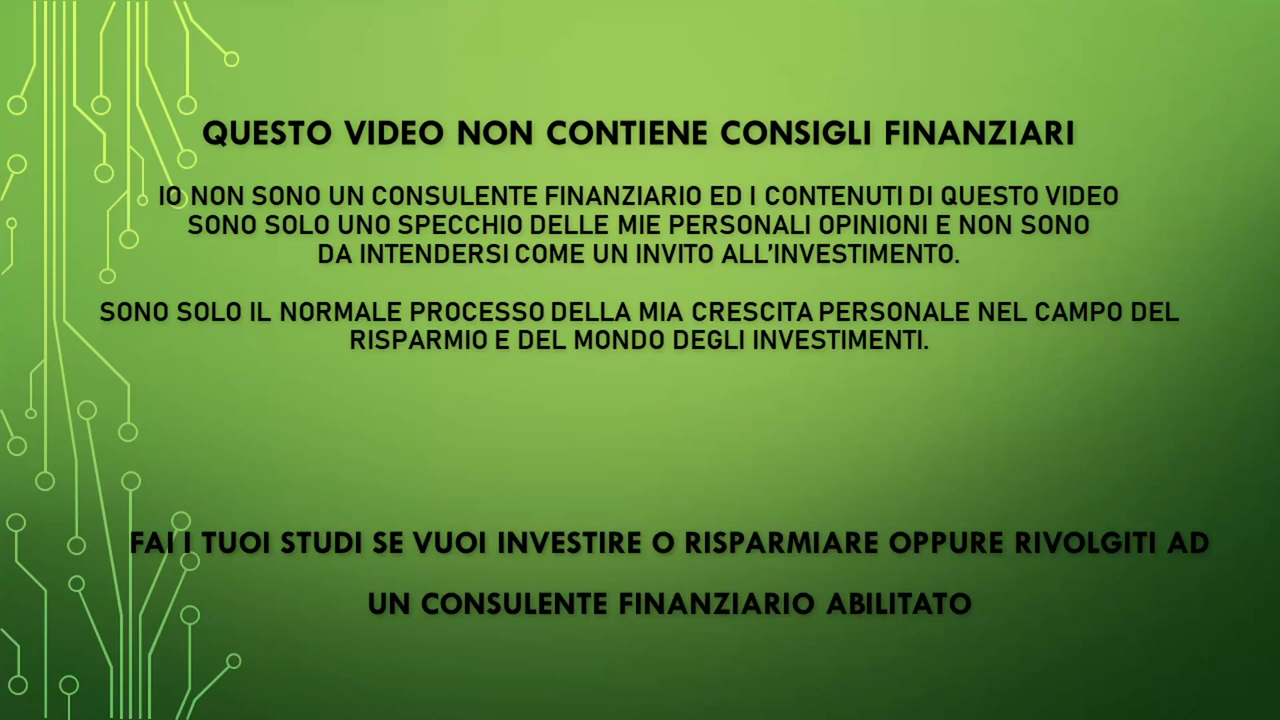 QUESTO VIDEO NON CONTIENE CONSIGLI FINANZIARI
IO NON SONO UN CONSULENTE FINANZIARIO ED I CONTENUTI DI QUESTO VIDEO
SONO SOLO UNO SPECCHIO DELLE MIE PERSONALI OPINIONI E NON SONO
DA INTENDERSI COME UN INVITO ALL'INVESTIMENTO.
SONO SOLO IL NORMALE PROCESSO DELLA MIA CRESCITA PERSONALE NEL CAMPO DEL
RISPARMIO E DEL MONDO DEGLI INVESTIMENTI.
FAI I TUOI STUDI SE VUOI INVESTIRE O RISPARMIARE OPPURE RIVOLGITI AD
UN CONSULENTE FINANZIARIO ABILITATO